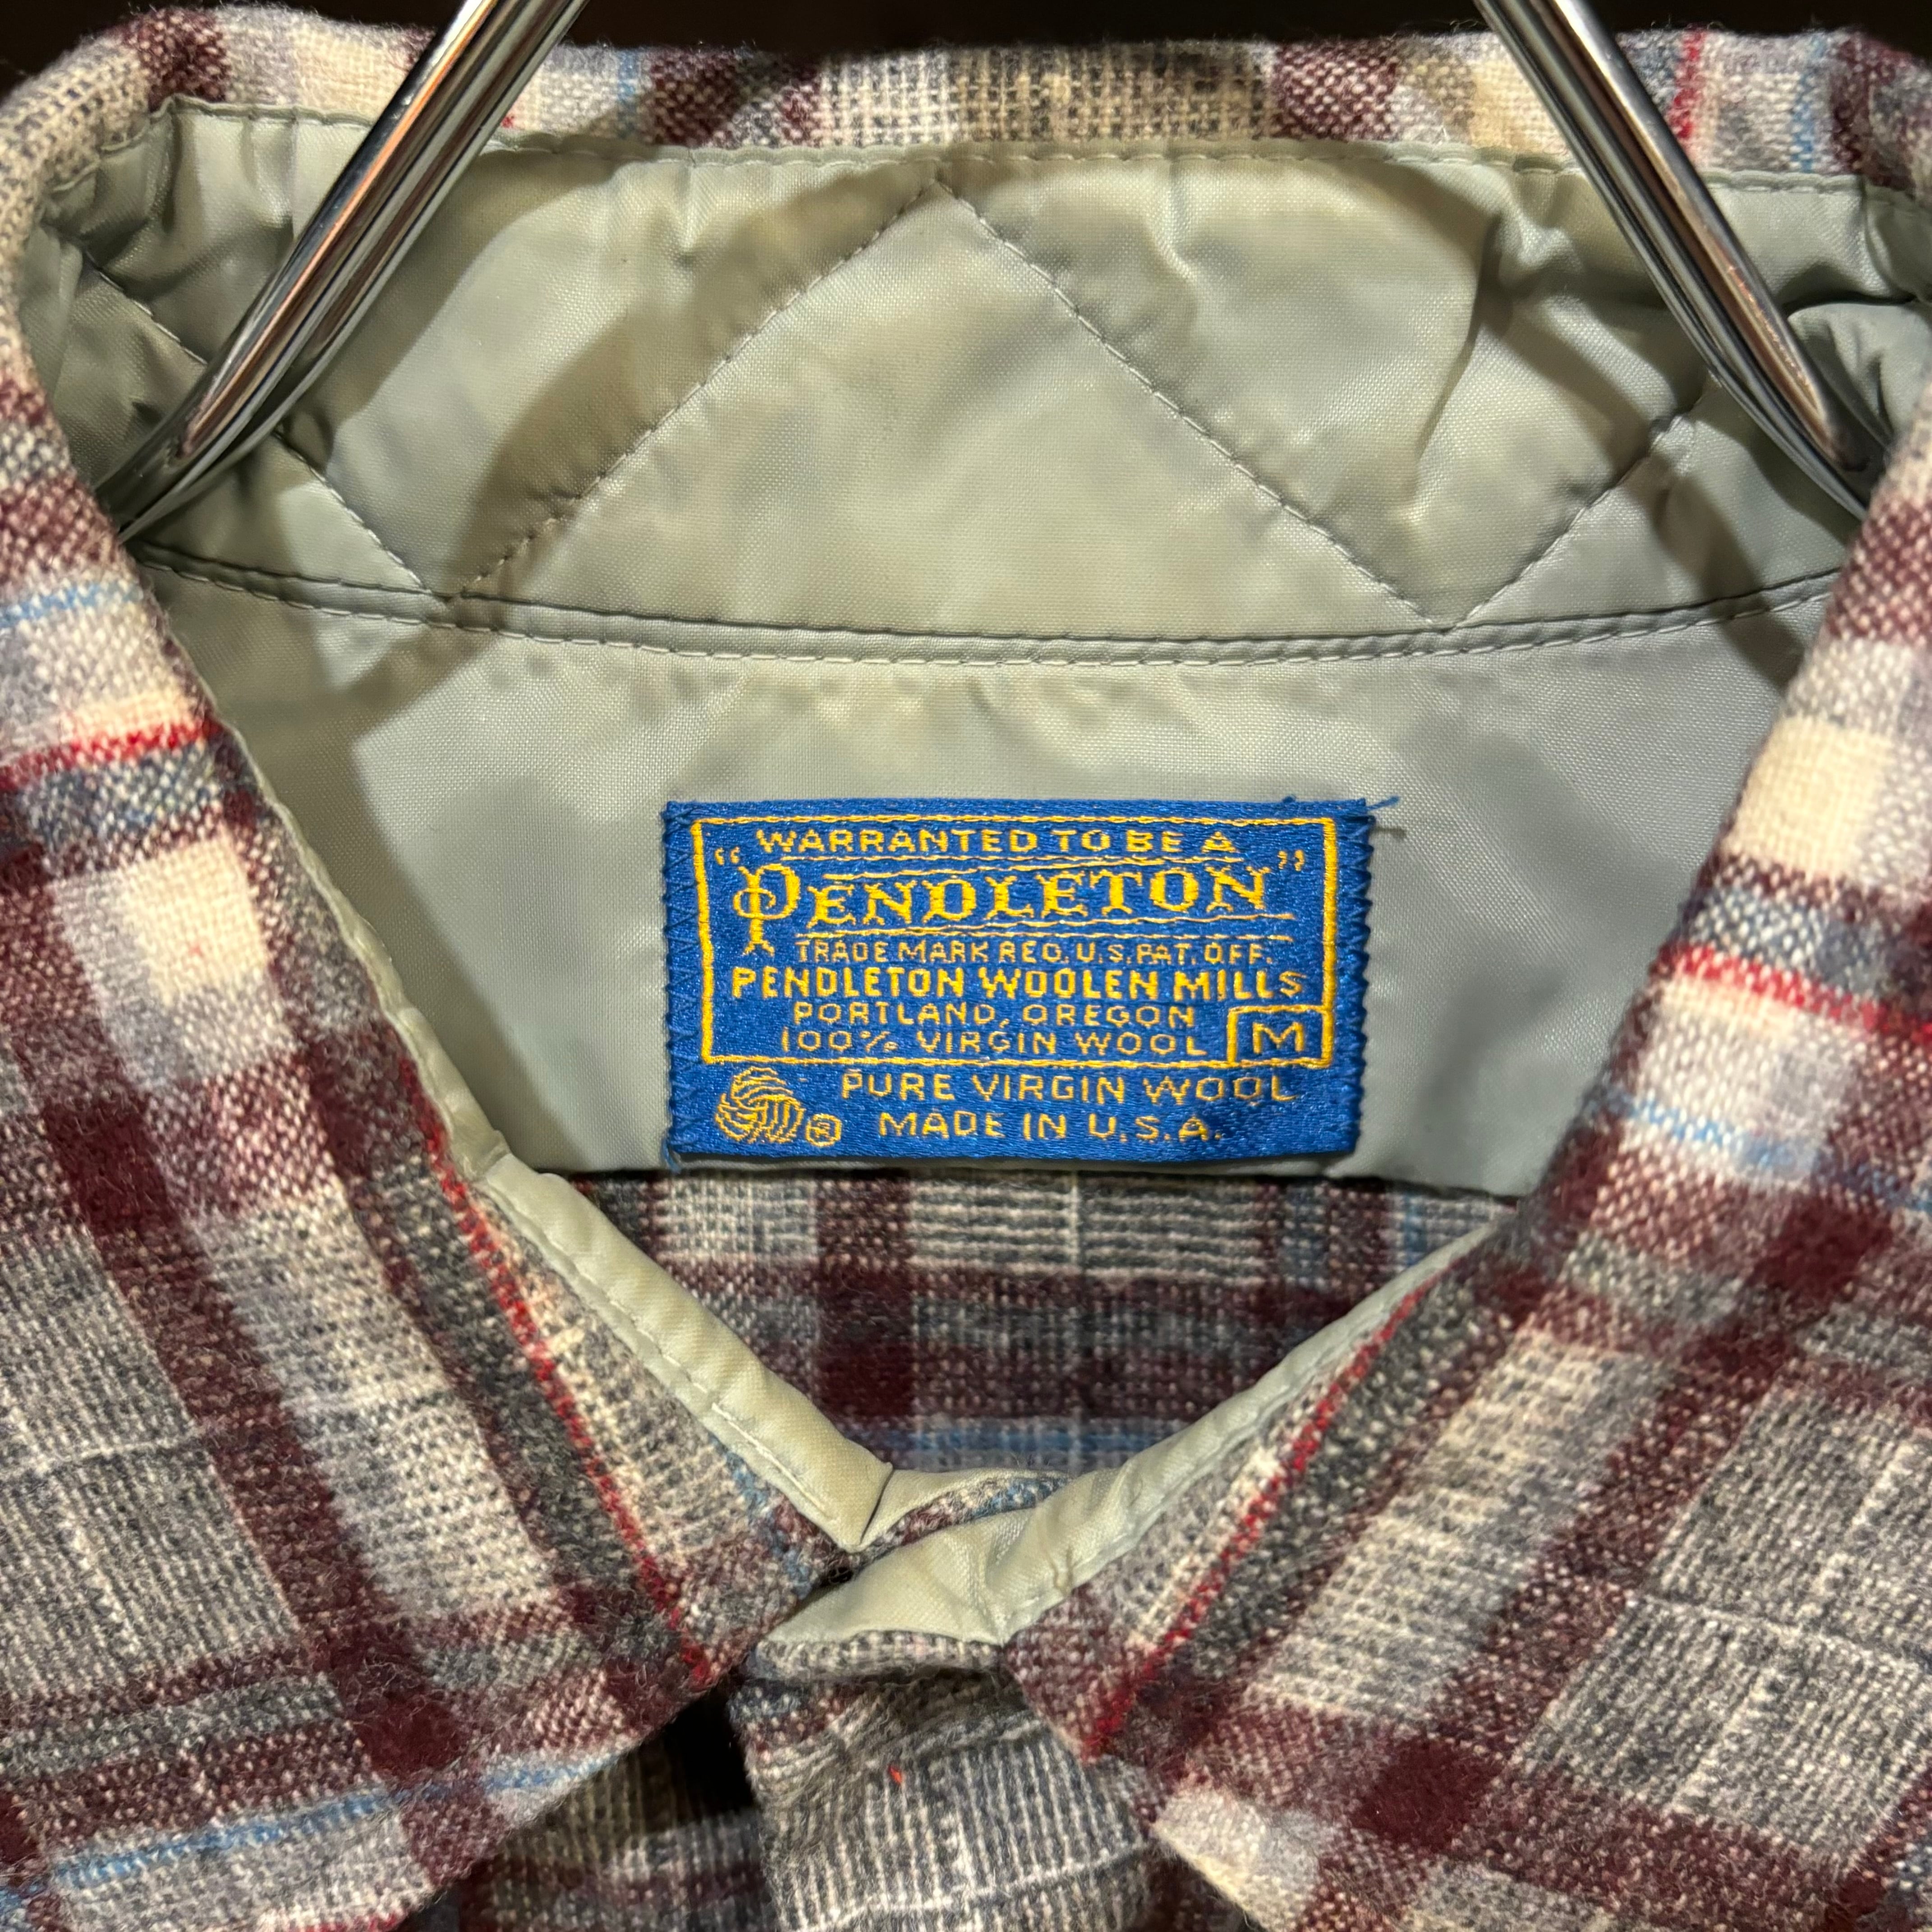 WARRANTED TO BE A
"PENDLETON"
TRADE MARK REG. U.S. PAT. OFF.
PENDLETON WOOLEN MILLS
PORTLAND, OREGON
100% VIRGIN WOOL M
PURE VIRGIN WOOL
® MADE IN U.S.A.